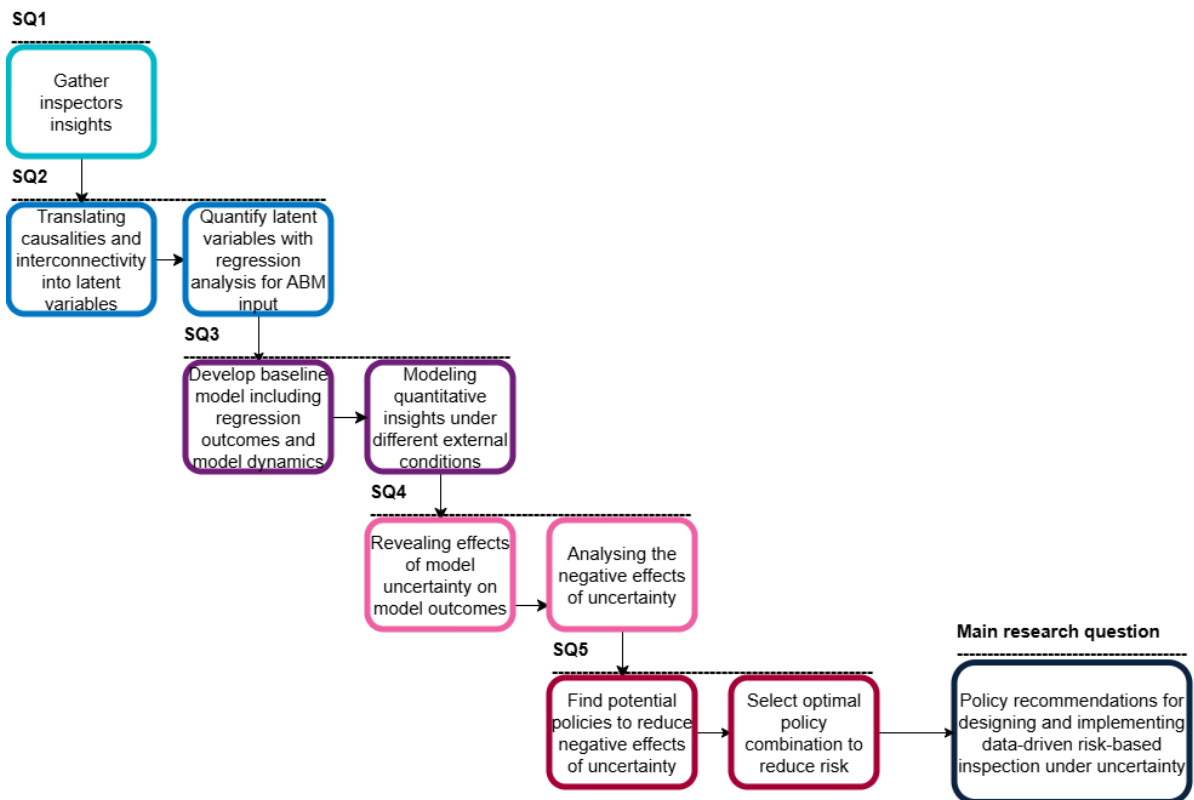 SQ1
Gather
inspectors
insights
SQ2
Translating
causalities and
interconnectivity
into latent
variables
Quantify latent
variables with
regression
analysis for ABM
input
SQ3
Develop baseline
model including
regression
outcomes and
model dynamics
Modeling
quantitative
insights under
different external
conditions
SQ4
Revealing effects
of model
uncertainty on
model outcomes
Analysing the
negative effects
of uncertainty
SQ5
Find potential
policies to reduce
negative effects
of uncertainty
Select optimal
policy
combination to
reduce risk
Main research question
Policy recommendations for
designing and implementing
data-driven risk-based
inspection under uncertainty